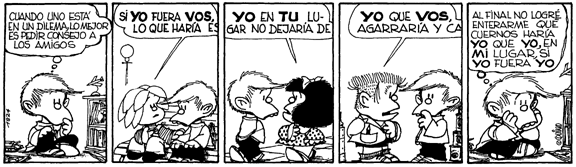 CUANDO UNO ESTÁ
EN UN DILEMA, LO MEJOR
ES PEDIR CONSEJO A
LOS AMIGOS
1824
SÍ YO FUERA VOS,
LO QUE HARÍA ES
YO EN TU LU-
GAR NO DEJARÍA DE
YO QUE VOS,
AGARRARÍA Y CA
AL FINAL NO LOGRÉ
ENTERARME QUE
CUERNOS HARÍA
YO QUE YO, EN
MI LUGAR, SI
YO FUERA YO